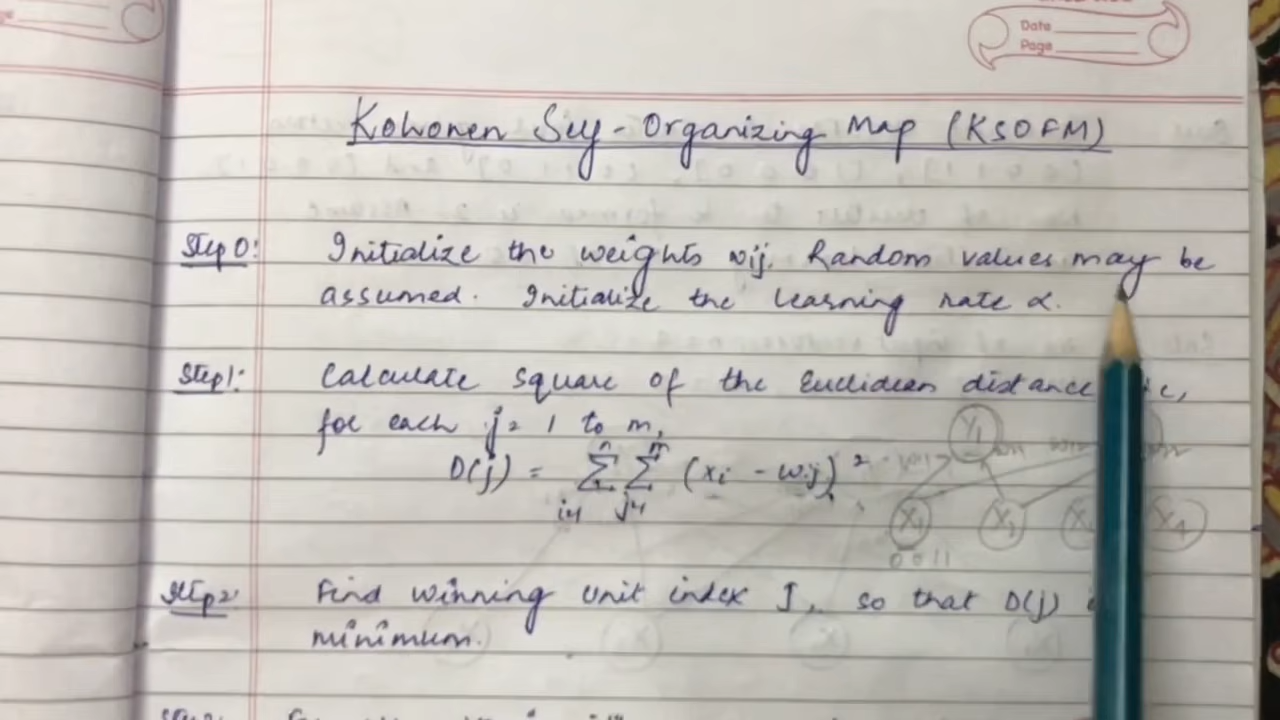 Date
Page
Kohonen Self-Organizing Map (KSOFM)
Step 0: Initialize the weights wij. Random values may be
assumed. Initialize the learning rate α.
Step 1: Calculate square of the Euclidean distance
for each j = 1 to m,
D(j) = n∑i=1 m∑j=1 (xi - wij)²
Step 2 Find winning unit index J, so that D(j)
minimum.